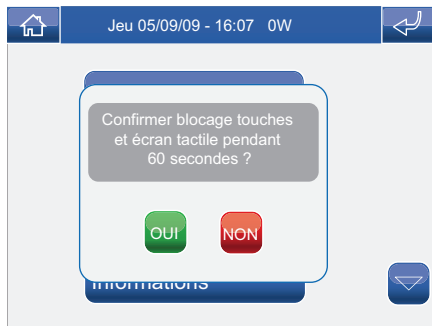 Jeu 05/09/09 - 16:07 0W
Confirmer blocage touches
et écran tactile pendant
60 secondes ?
OUI NON
Informations